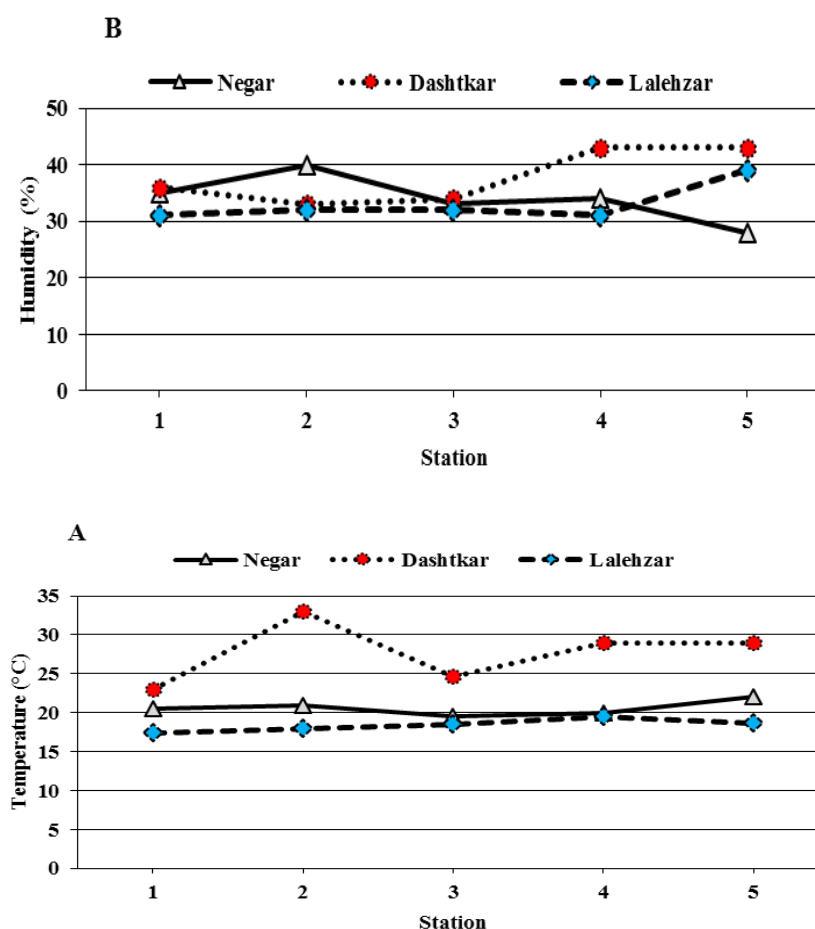 B
Negar Dashtkar Lalehzar
50
40
30
20
10
0
Humidity (%)
1 2 3 4 5
Station
A
Negar Dashtkar Lalehzar
35
30
25
20
15
10
5
0
Temperature (°C)
1 2 3 4 5
Station